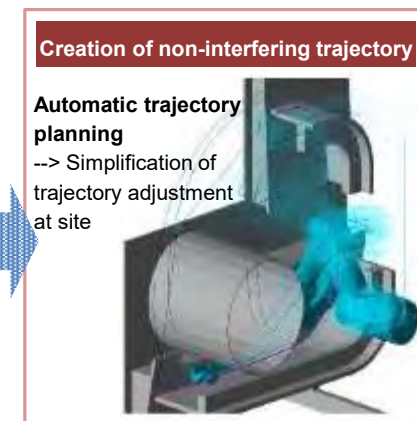 Creation of non-interfering trajectory
Automatic trajectory
planning
--> Simplification of
trajectory adjustment
at site